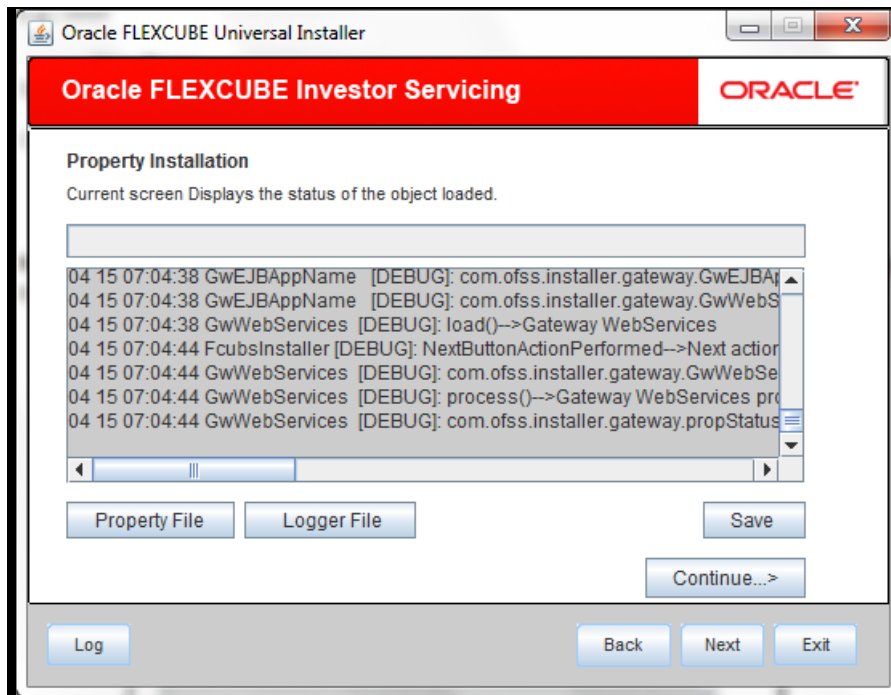 Oracle FLEXCUBE Universal Installer
Oracle FLEXCUBE Investor Servicing
ORACLE
Property Installation
Current screen Displays the status of the object loaded.
04 15 07:04:38 GwEJBAppName [DEBUG]: com.ofss.installer.gateway.GwEJBAp
04 15 07:04:38 GwEJBAppName [DEBUG]: com.ofss.installer.gateway.GwWebS
04 15 07:04:38 GwWebServices [DEBUG]: load()-->Gateway WebServices
04 15 07:04:44 FcubsInstaller [DEBUG]: NextButtonActionPerformed-->Next action
04 15 07:04:44 GwWebServices [DEBUG]: com.ofss.installer.gateway.GwWebSe
04 15 07:04:44 GwWebServices [DEBUG]: process()-->Gateway WebServices pro
04 15 07:04:44 GwWebServices [DEBUG]: com.ofss.installer.gateway.propStatus
Property File Logger File Save
Continue...>
Log Back Next Exit